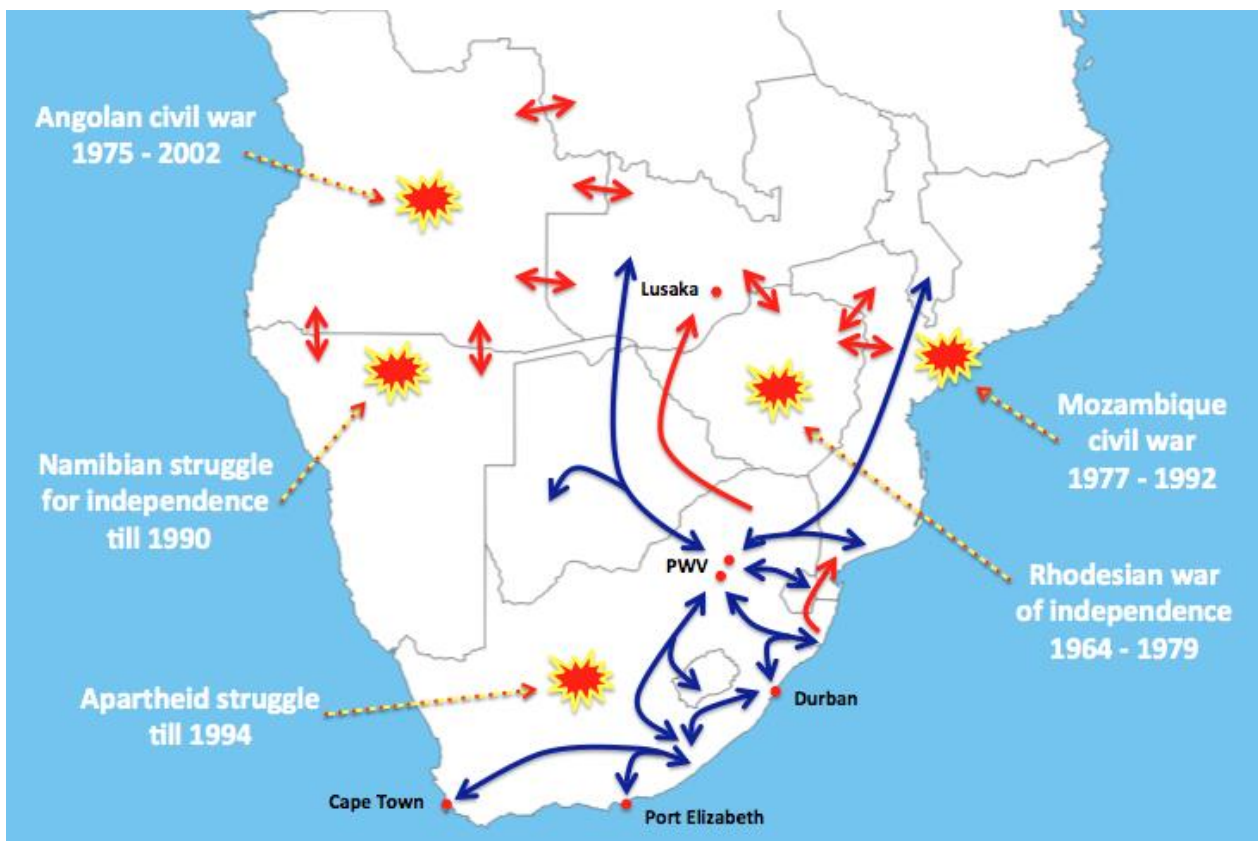 Angolan civil war
1975 - 2002
Lusaka
Namibian struggle
for independence
till 1990
Mozambique
civil war
1977 - 1992
PWV
Rhodesian war
of independence
1964 - 1979
Apartheid struggle
till 1994
Durban
Cape Town
Port Elizabeth